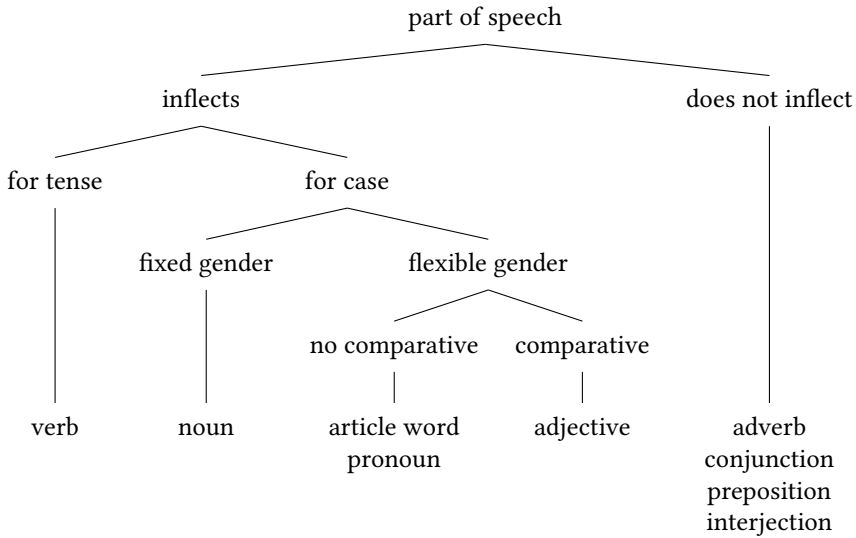 part of speech
inflects
does not inflect
for tense
for case
fixed gender
flexible gender
no comparative
comparative
verb
noun
article word
pronoun
adjective
adverb
conjunction
preposition
interjection